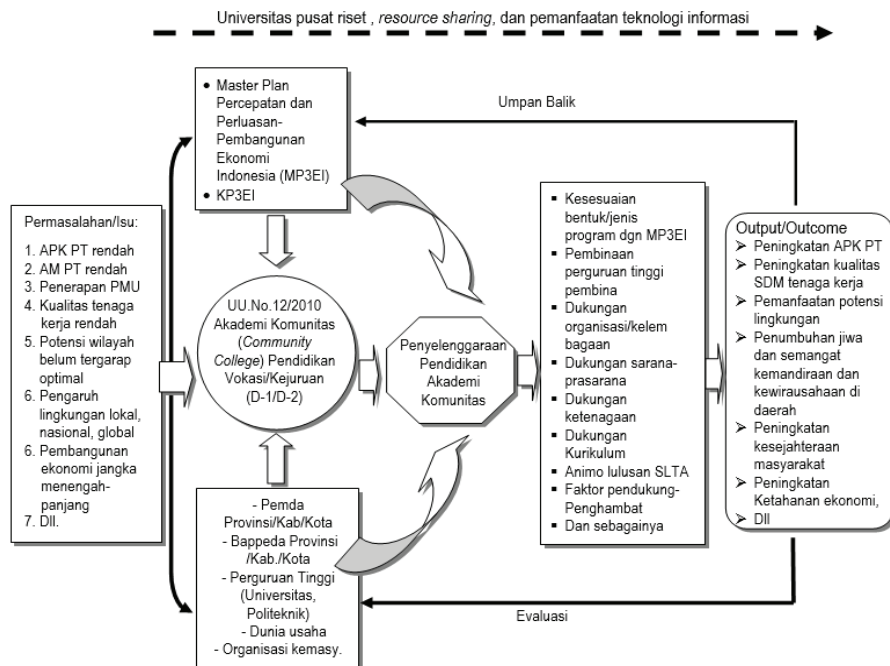 Universitas pusat riset , resource sharing, dan pemanfaatan teknologi informasi
● Master Plan
Percepatan dan
Perluasan-
Pembangunan
Ekonomi
Indonesia (MP3EI)
● KP3EI
Umpan Balik
Permasalahan/Isu:
1. APK PT rendah
2. AM PT rendah
3. Penerapan PMU
4. Kualitas tenaga
kerja rendah
5. Potensi wilayah
belum tergarap
optimal
6. Pengaruh
lingkungan lokal,
nasional, global
6. Pembangunan
ekonomi jangka
menengah-
panjang
7. Dll.
UU.No.12/2010
Akademi Komunitas
(Community
College) Pendidikan
Vokasi/Kejuruan
(D-1/D-2)
Penyelenggaraan
Pendidikan
Akademi
Komunitas
▪ Kesesuaian
bentuk/jenis
program dgn MP3EI
▪ Pembinaan
perguruan tinggi
pembina
▪ Dukungan
organisasi/kelem
bagaan
▪ Dukungan sarana-
prasarana
▪ Dukungan
ketenagaan
▪ Dukungan
Kurikulum
▪ Animo lulusan SLTA
▪ Faktor pendukung-
Penghambat
▪ Dan sebagainya
Output/Outcome
➢ Peningkatan APK PT
➢ Peningkatan kualitas
SDM tenaga kerja
➢ Pemanfaatan potensi
lingkungan
➢ Penumbuhan jiwa
dan semangat
kemandiraan dan
kewirausahaan di
daerah
➢ Peningkatan
kesejahteraan
masyarakat
➢ Peningkatan
Ketahanan ekonomi,
➢ Dll
- Pemda
Provinsi/Kab/Kota
- Bappeda Provinsi
/Kab./Kota
- Perguruan Tinggi
(Universitas,
Politeknik)
- Dunia usaha
- Organisasi kemasy.
Evaluasi